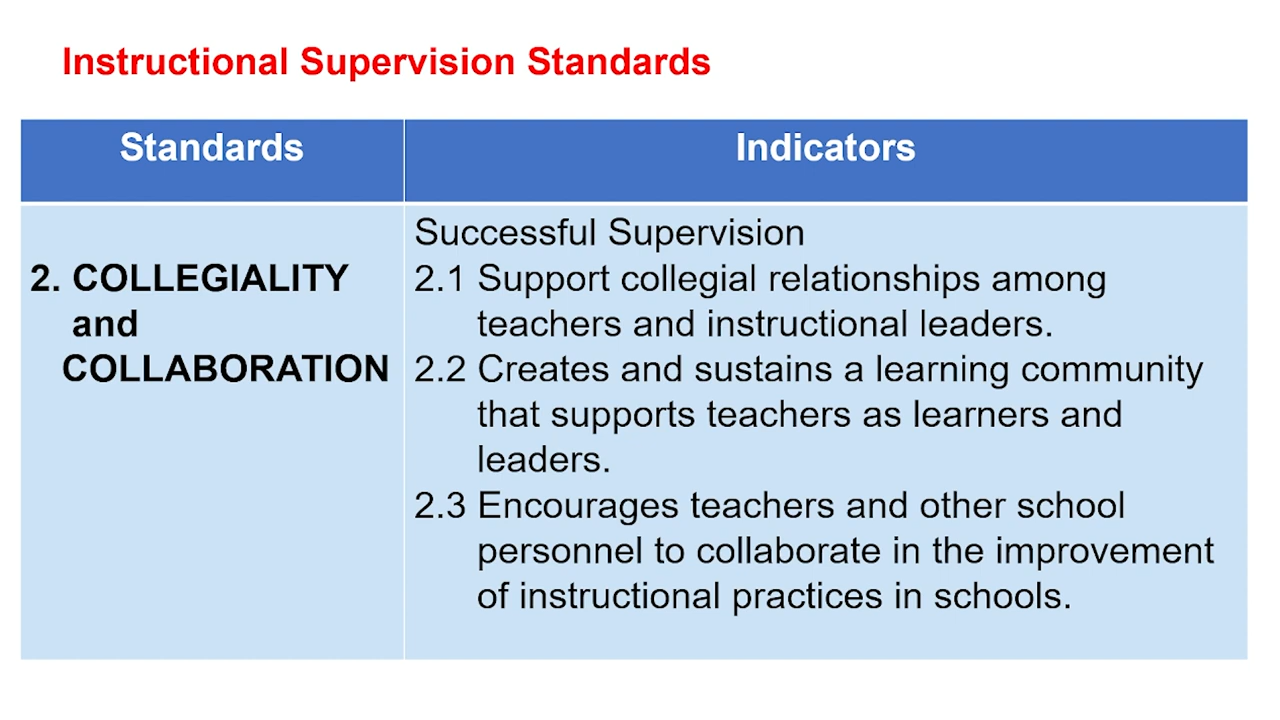 Instructional Supervision Standards
Standards
Indicators
2. COLLEGIALITY
and
COLLABORATION
Successful Supervision
2.1 Support collegial relationships among
teachers and instructional leaders.
2.2 Creates and sustains a learning community
that supports teachers as learners and
leaders.
2.3 Encourages teachers and other school
personnel to collaborate in the improvement
of instructional practices in schools.